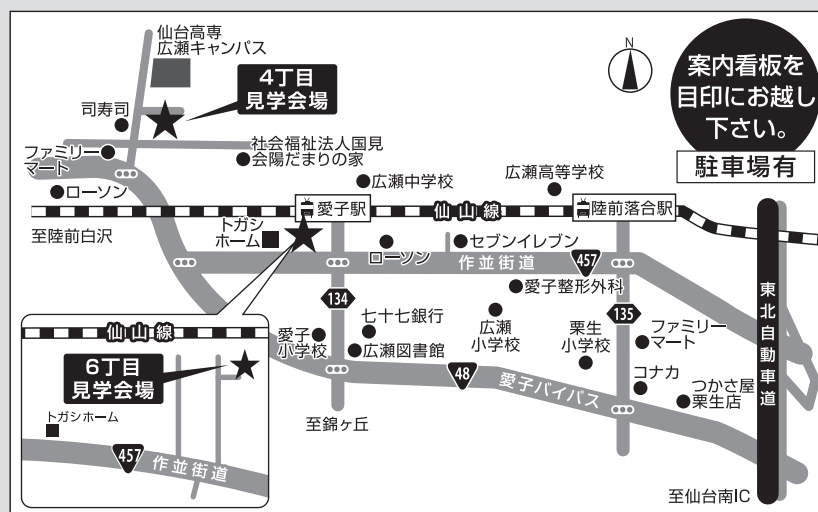 仙台高専
広瀬キャンパス
4丁目
見学会場
N
案内看板を
目印にお越し
下さい。
駐車場有
司寿司
ファミリー
マート
社会福祉法人国見
会陽だまりの家
ローソン
広瀬中学校
広瀬高等学校
愛子駅
仙山線
陸前落合駅
至陸前白沢
トガシ
ホーム
ローソン
セブンイレブン
作並街道
457
愛子整形外科
134
135
東北自動車道
仙山線
6丁目
見学会場
トガシホーム
457
作並街道
愛子
小学校
七十七銀行
広瀬図書館
広瀬
小学校
栗生
小学校
ファミリー
マート
48
愛子バイパス
コナカ
つかさ屋
栗生店
至錦ヶ丘
至仙台南IC